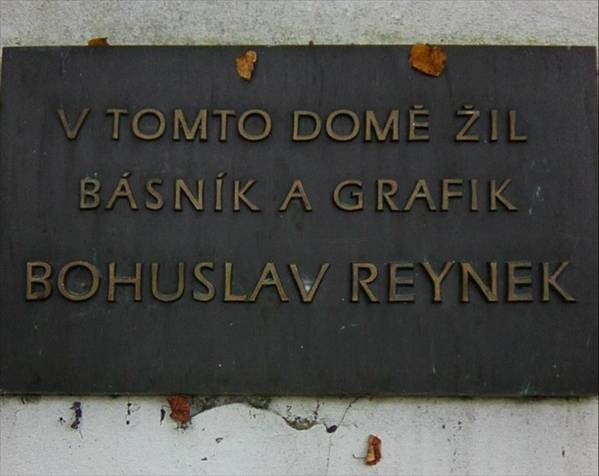 V TOMTO DOMĚ ŽIL
BÁSNÍK A GRAFIK
BOHUSLAV REYNEK